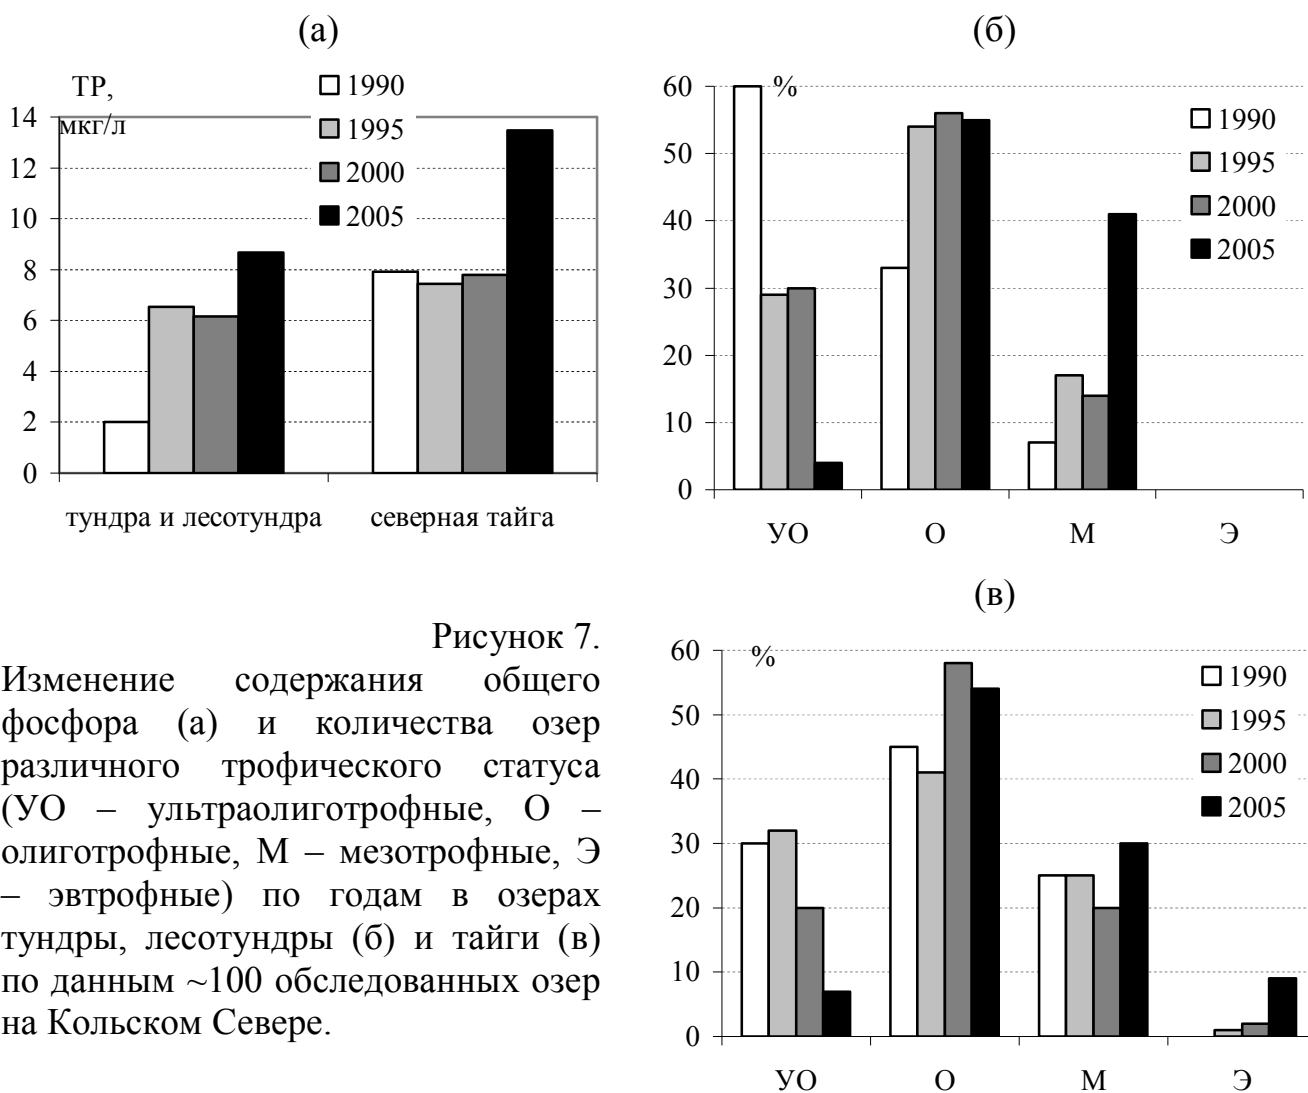 (а)
ТР,
мкг/л
1990
1995
2000
2005
14
12
10
8
6
4
2
0
тундра и лесотундра
северная тайга
(б)
%
1990
1995
2000
2005
60
50
40
30
20
10
0
УО
О
М
Э
Рисунок 7.
Изменение содержания общего
фосфора (а) и количества озер
различного трофического статуса
(УО – ультраолиготрофные, О –
олиготрофные, М – мезотрофные, Э
– эвтрофные) по годам в озерах
тундры, лесотундры (б) и тайги (в)
по данным ~100 обследованных озер
на Кольском Севере.
(в)
%
1990
1995
2000
2005
60
50
40
30
20
10
0
УО
О
М
Э